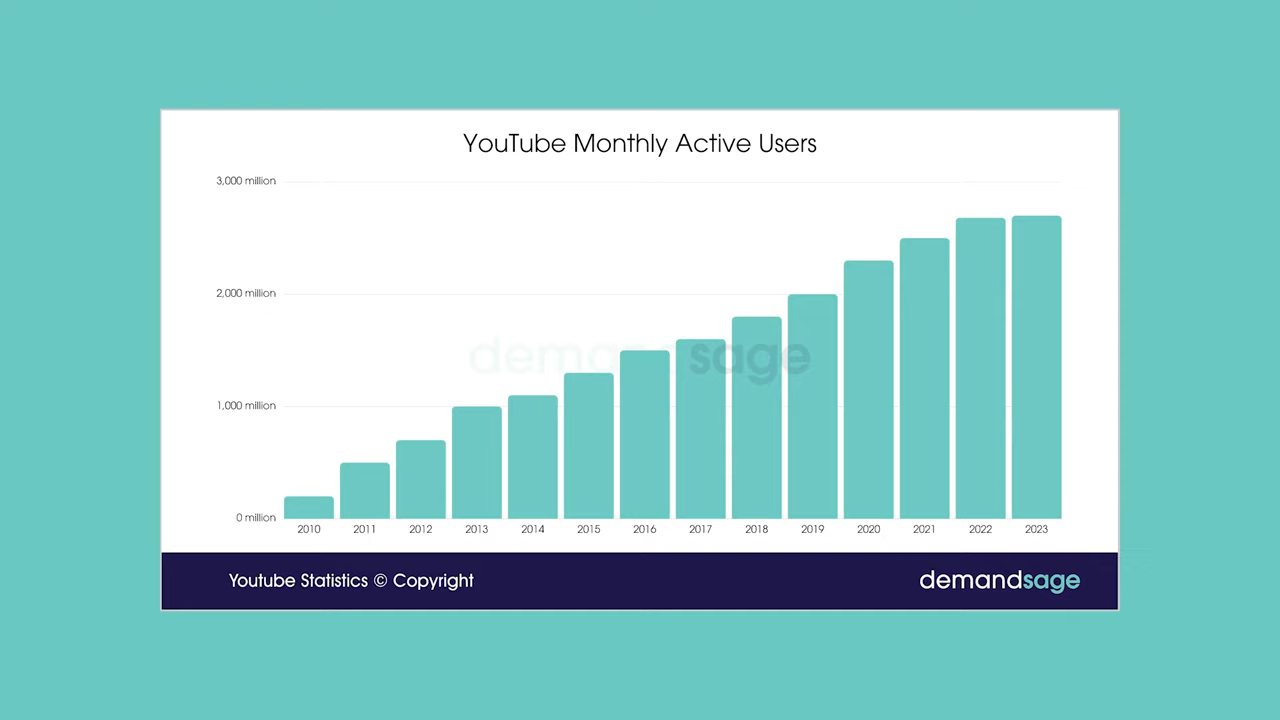 YouTube Monthly Active Users
3,000 million
2,000 million
demandsage
1,000 million
0 million
2010 2011 2012 2013 2014 2015 2016 2017 2018 2019 2020 2021 2022 2023
Youtube Statistics © Copyright
demandsage